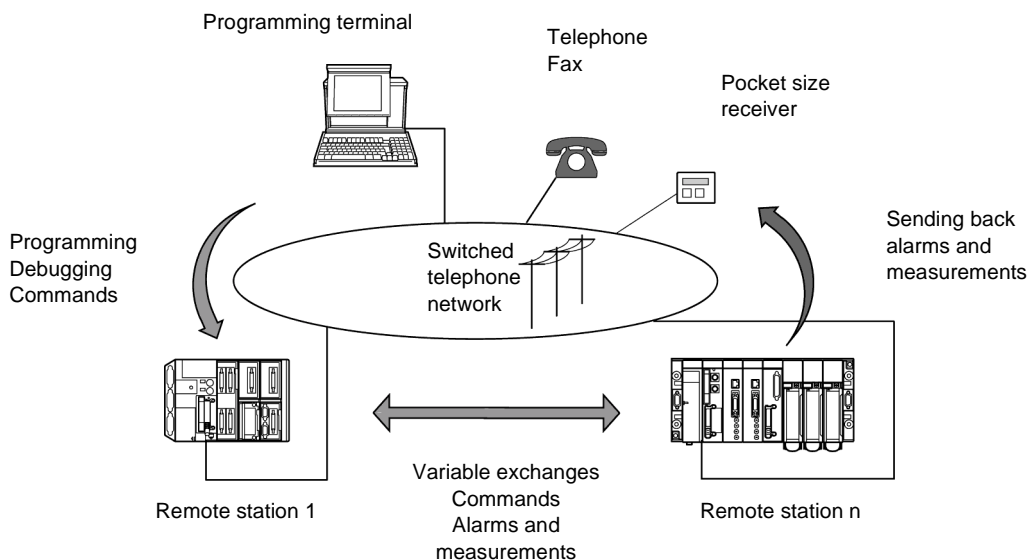 Programming terminal
Telephone
Fax
Pocket size
receiver
Programming
Debugging
Commands
Switched
telephone
network
Sending back
alarms and
measurements
Remote station 1
Variable exchanges
Commands
Alarms and
measurements
Remote station n